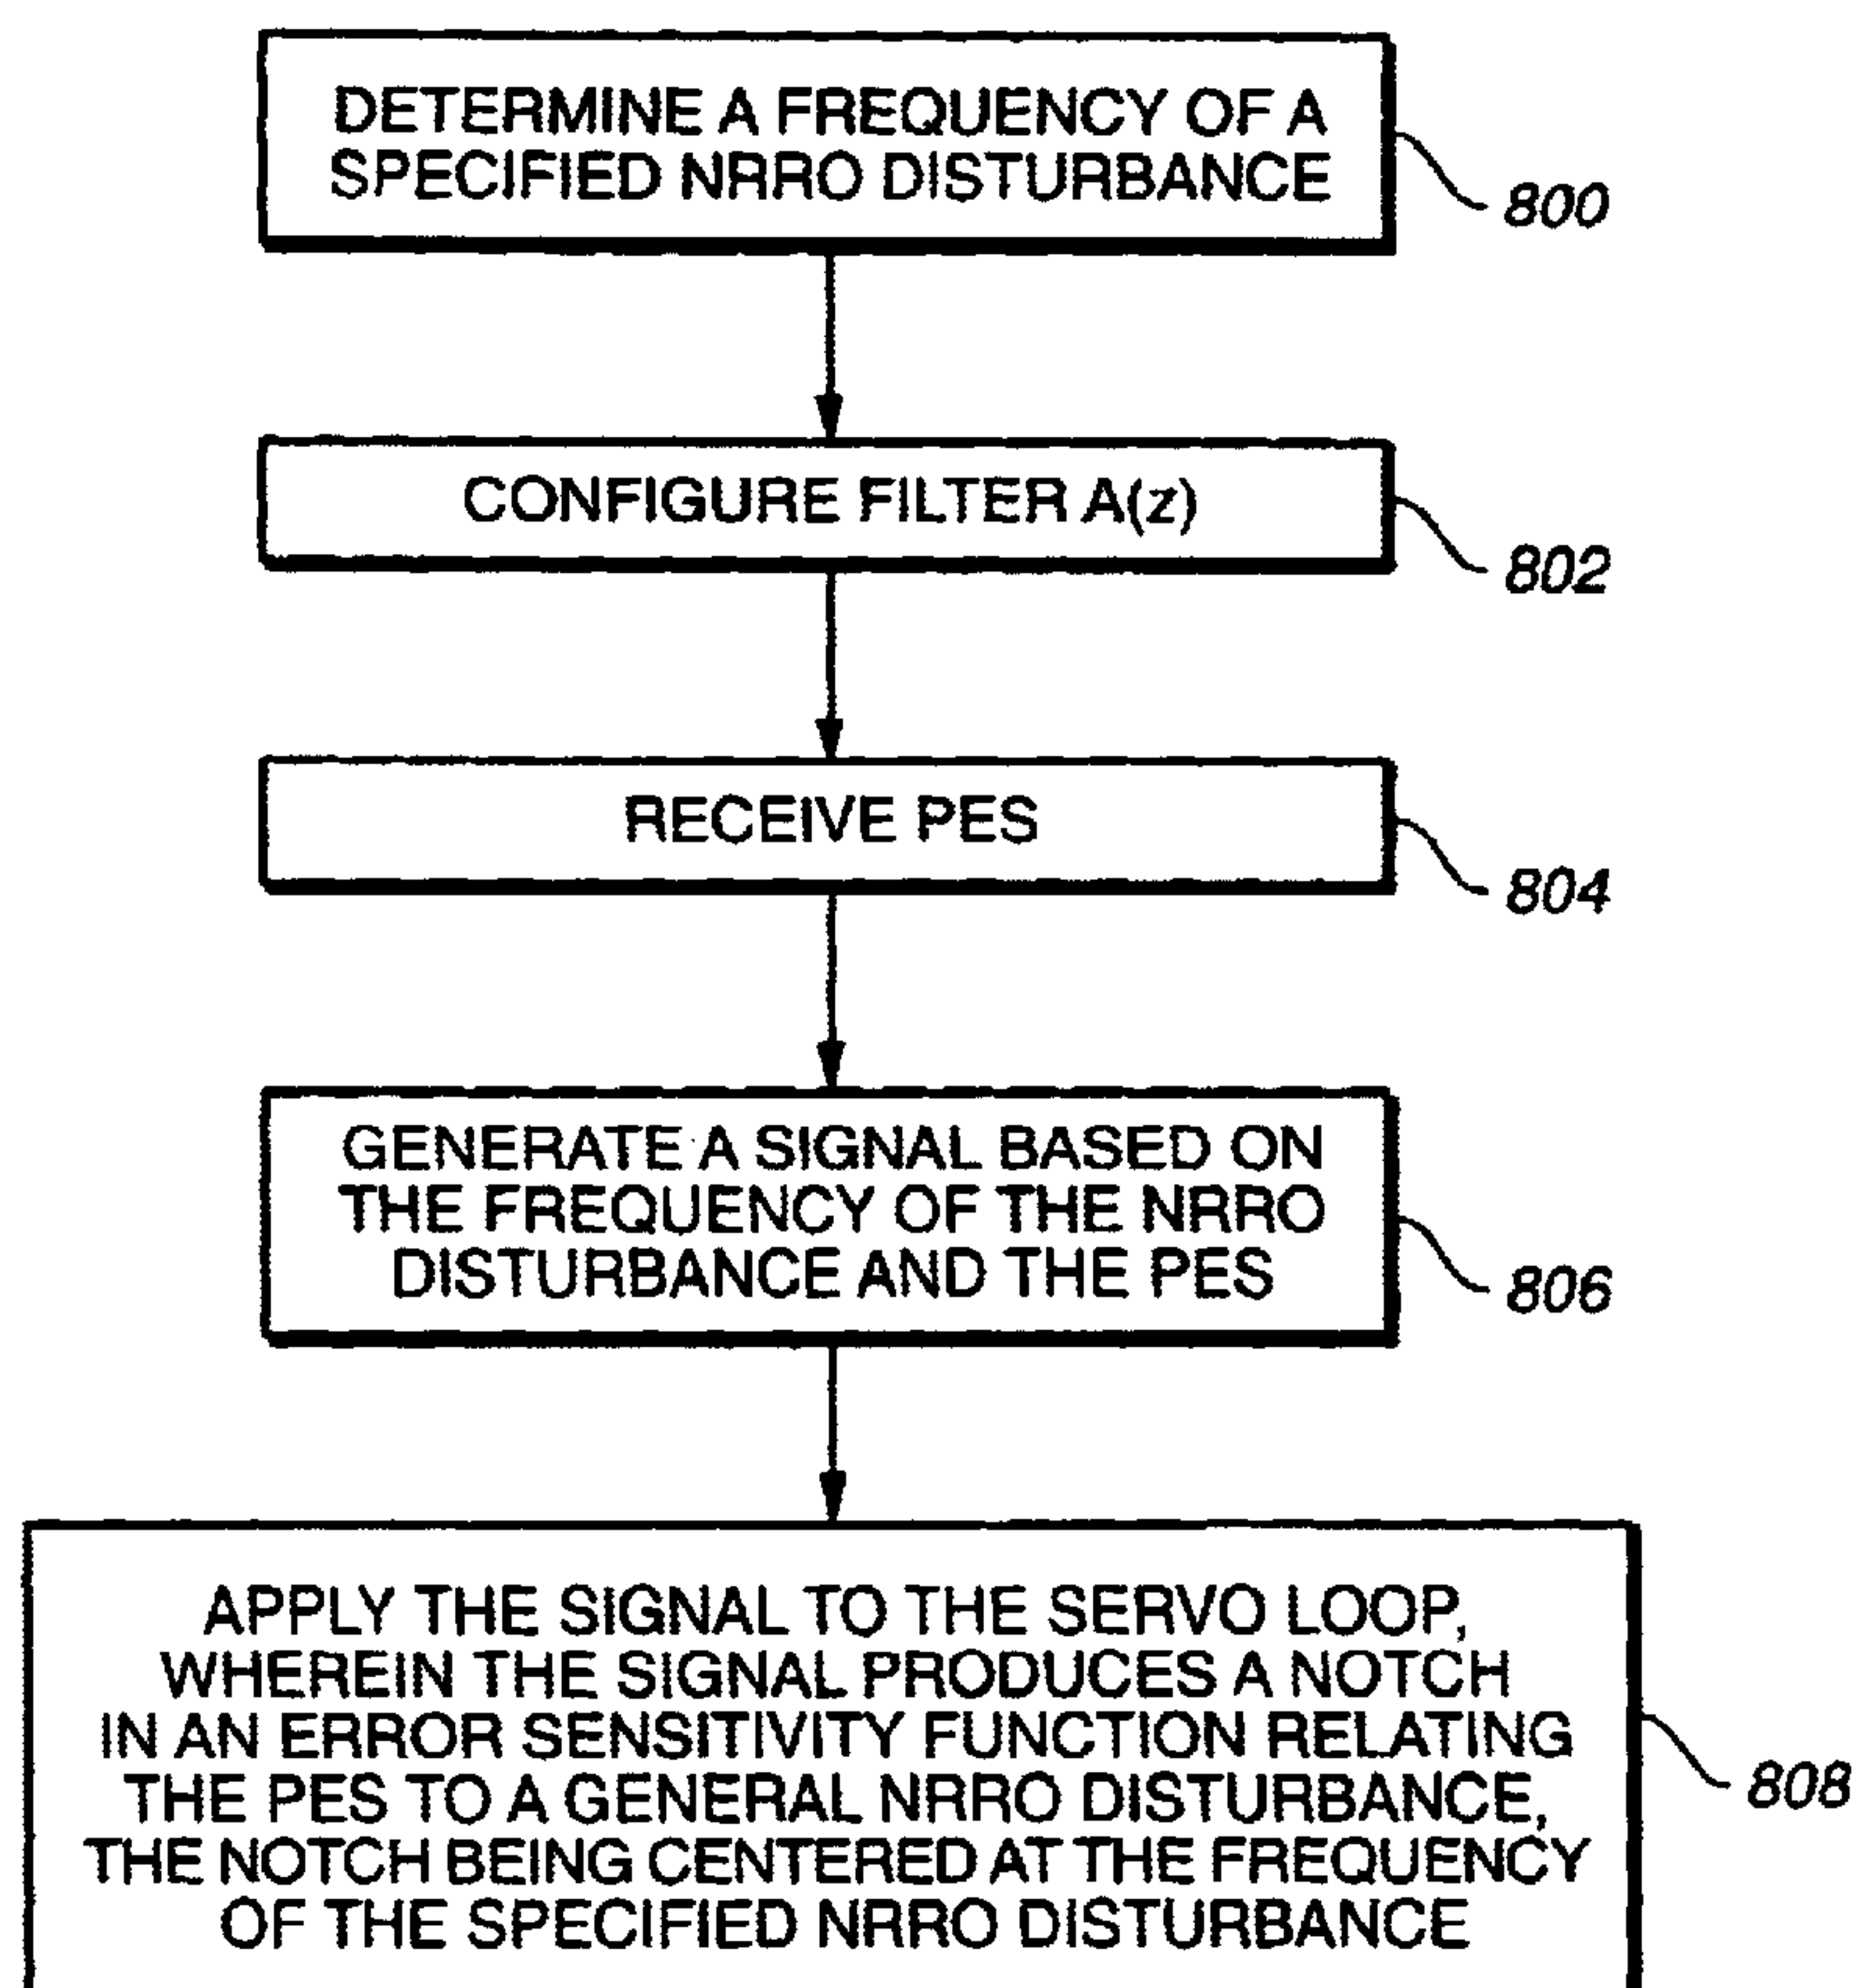 DETERMINE A FREQUENCY OF A
SPECIFIED NRRO DISTURBANCE
800
CONFIGURE FILTER A(z)
802
RECEIVE PES
804
GENERATE A SIGNAL BASED ON
THE FREQUENCY OF THE NRRO
DISTURBANCE AND THE PES
806
APPLY THE SIGNAL TO THE SERVO LOOP,
WHEREIN THE SIGNAL PRODUCES A NOTCH
IN AN ERROR SENSITIVITY FUNCTION RELATING
THE PES TO A GENERAL NRRO DISTURBANCE,
THE NOTCH BEING CENTERED AT THE FREQUENCY
OF THE SPECIFIED NRRO DISTURBANCE
808